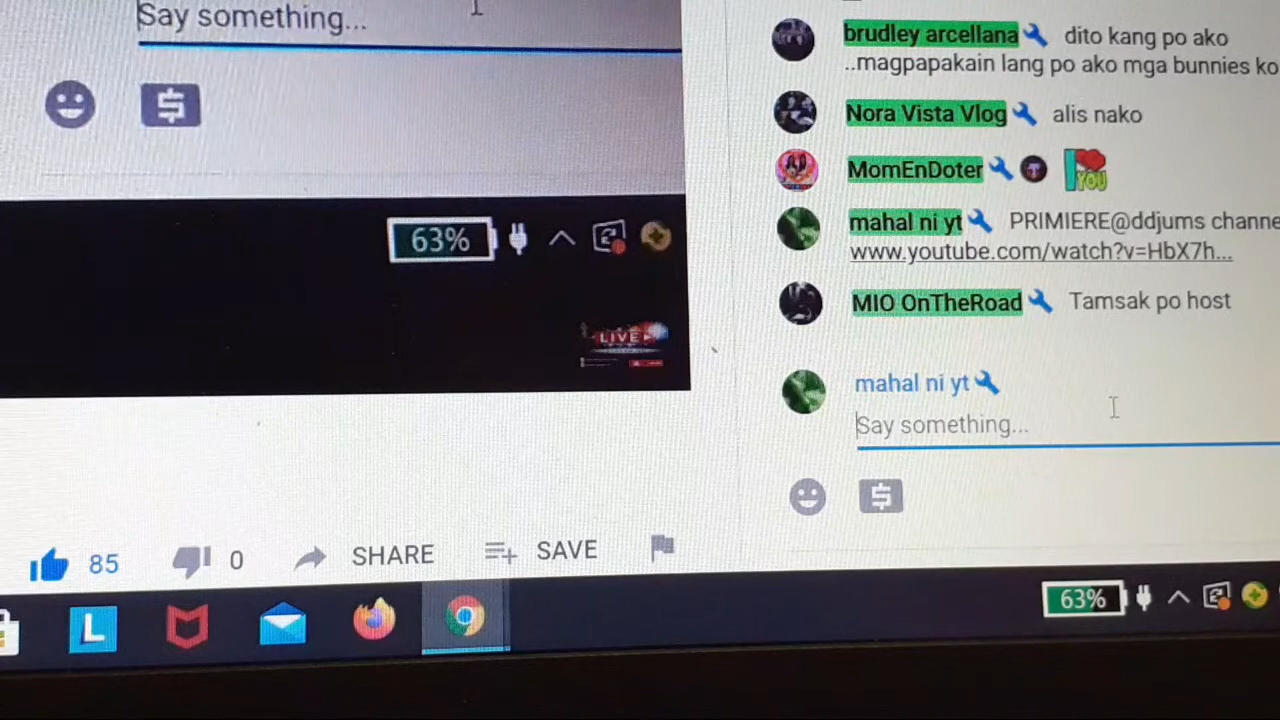 Say something...
63%
LIVE
brudley arcellana dito kang po ako
..magpapakain lang po ako mga bunnies ko
Nora Vista Vlog alis nako
MomEnDoter I YOU
mahal ni yt PRIMIERE@ddjums channe
www.youtube.com/watch?v=HbX7h...
MIO OnTheRoad Tamsak po host
mahal ni yt
Say something...
85 0 SHARE SAVE
L
63%